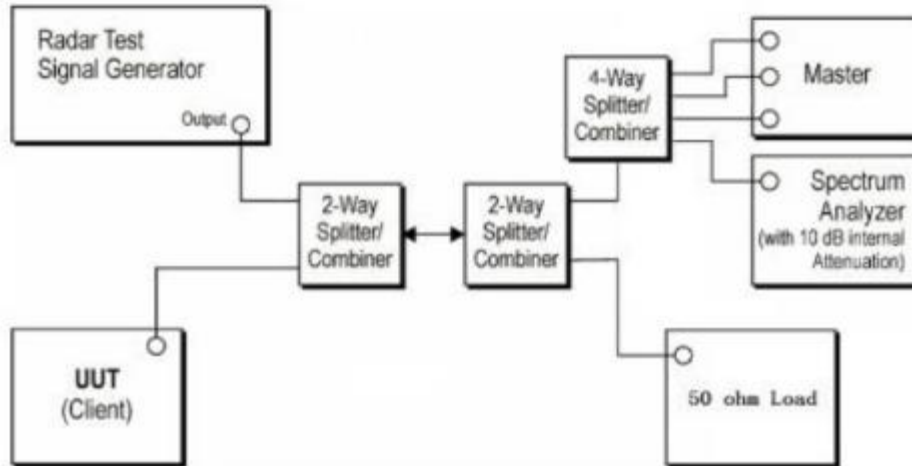 Radar Test
Signal Generator
Output
4-Way
Splitter/
Combiner
Master
2-Way
Splitter/
Combiner
2-Way
Splitter/
Combiner
Spectrum
Analyzer
(with 10 dB internal
Attenuation)
UUT
(Client)
50 ohm Load